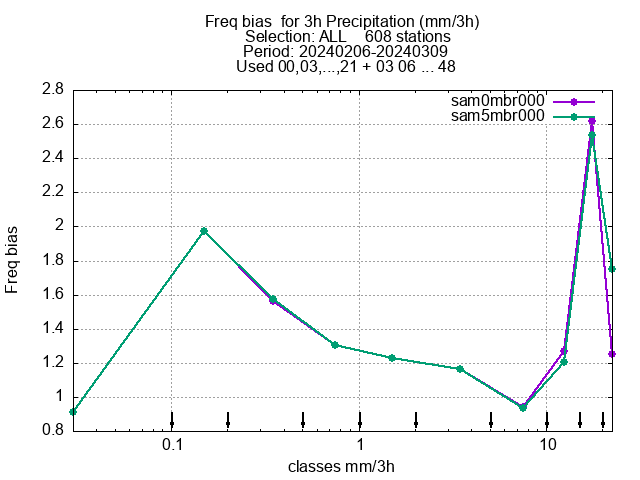 Freq bias  for 3h Precipitation (mm/3h)
Selection: ALL    608 stations
Period: 20240206-20240309
Used 00,03,...,21 + 03 06 ... 48
sam0mbr000
sam5mbr000
2.8
2.6
2.4
2.2
2
1.8
1.6
1.4
1.2
1
0.8
Freq bias
0.1 1 10
classes mm/3h